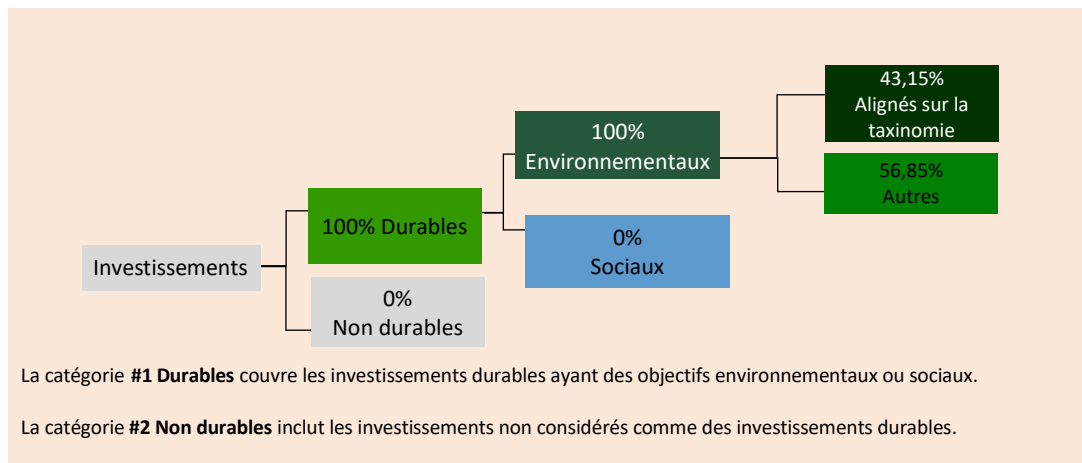 Investissements
100% Durables
0%
Non durables
100%
Environnementaux
0%
Sociaux
43,15%
Alignés sur la
taxinomie
56,85%
Autres
La catégorie #1 Durables couvre les investissements durables ayant des objectifs environnementaux ou sociaux.
La catégorie #2 Non durables inclut les investissements non considérés comme des investissements durables.